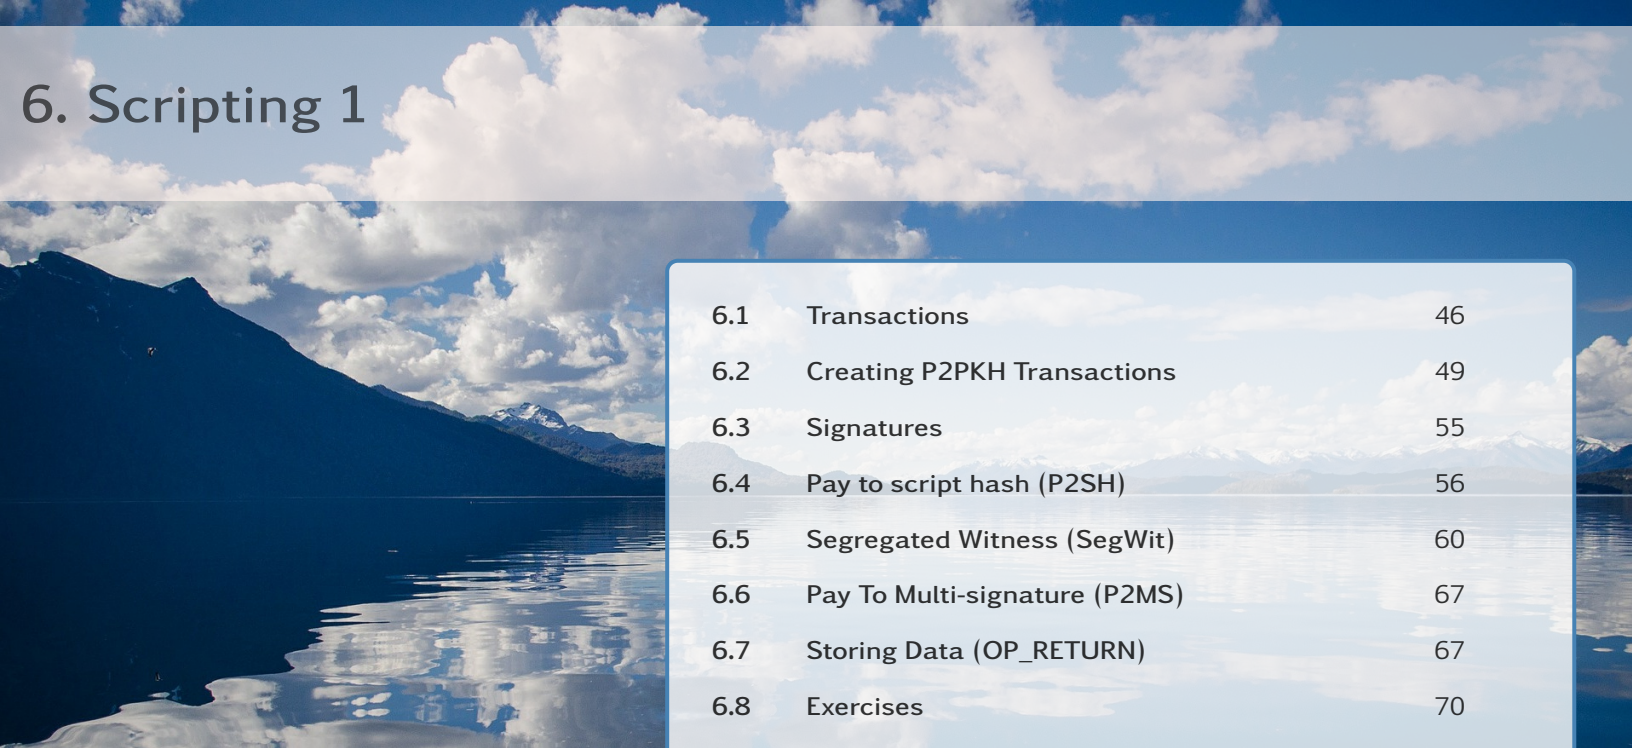 6. Scripting 1
6.1 Transactions 46
6.2 Creating P2PKH Transactions 49
6.3 Signatures 55
6.4 Pay to script hash (P2SH) 56
6.5 Segregated Witness (SegWit) 60
6.6 Pay To Multi-signature (P2MS) 67
6.7 Storing Data (OP_RETURN) 67
6.8 Exercises 70